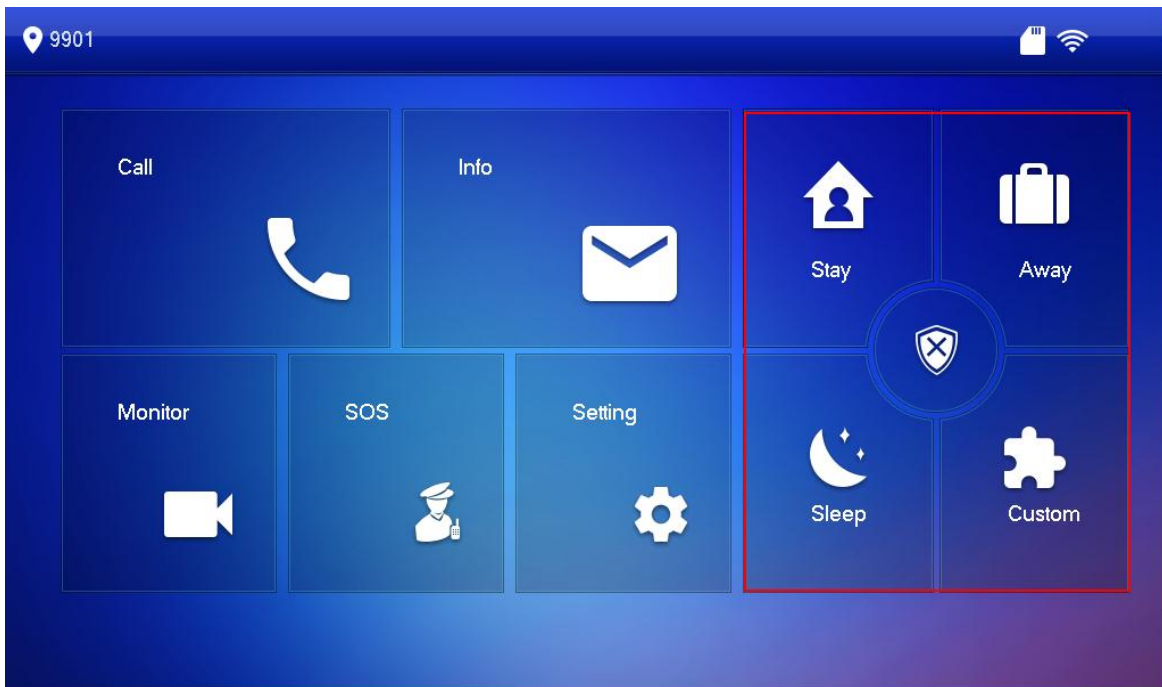 9901
Call
Info
Stay
Away
Monitor
SOS
Setting
Sleep
Custom